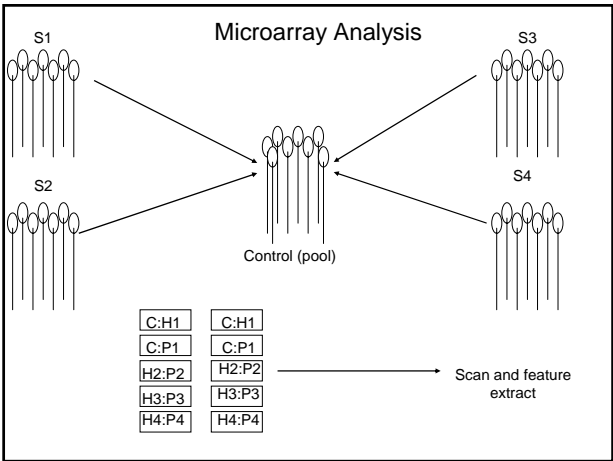 Microarray Analysis
S1
S3
S2
S4
Control (pool)
C:H1
C:H1
C:P1
C:P1
H2:P2
H2:P2
H3:P3
H3:P3
H4:P4
H4:P4
Scan and feature
extract